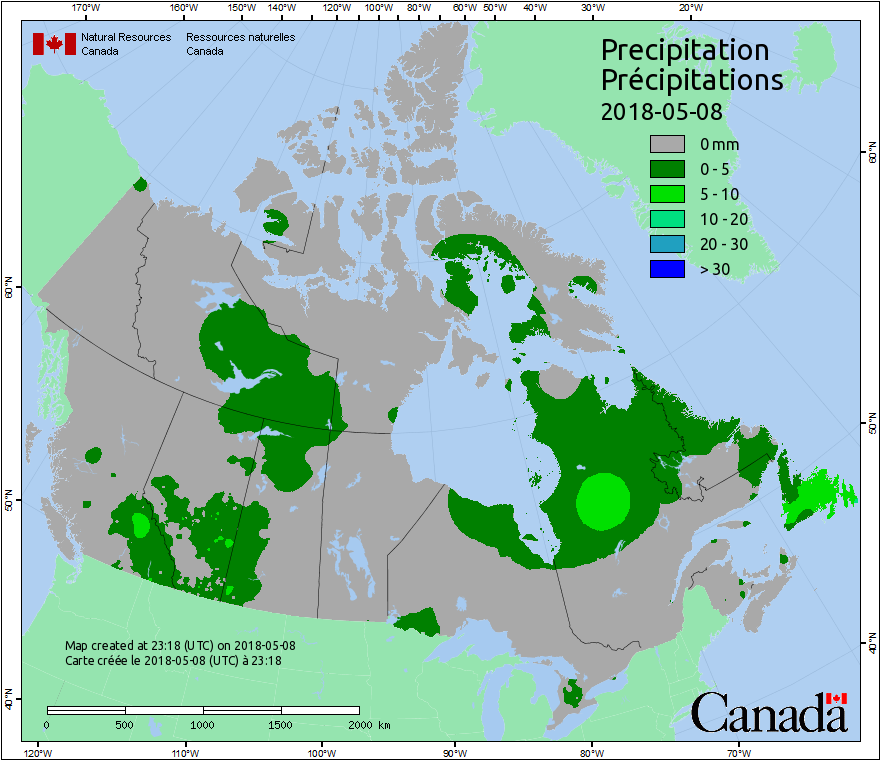 170°W 160°W 150°W 140°W 120°W 100°W 80°W 60°W 50°W 40°W 30°W 20°W
Natural Resources Canada
Ressources naturelles Canada
Precipitation
Précipitations
2018-05-08
0 mm
0 - 5
5 - 10
10 - 20
20 - 30
> 30
60°N
60°N
50°N
50°N
40°N
40°N
Map created at 23:18 (UTC) on 2018-05-08
Carte créée le 2018-05-08 (UTC) à 23:18
0 500 1000 1500 2000 km
Canada
120°W 110°W 100°W 90°W 80°W 70°W